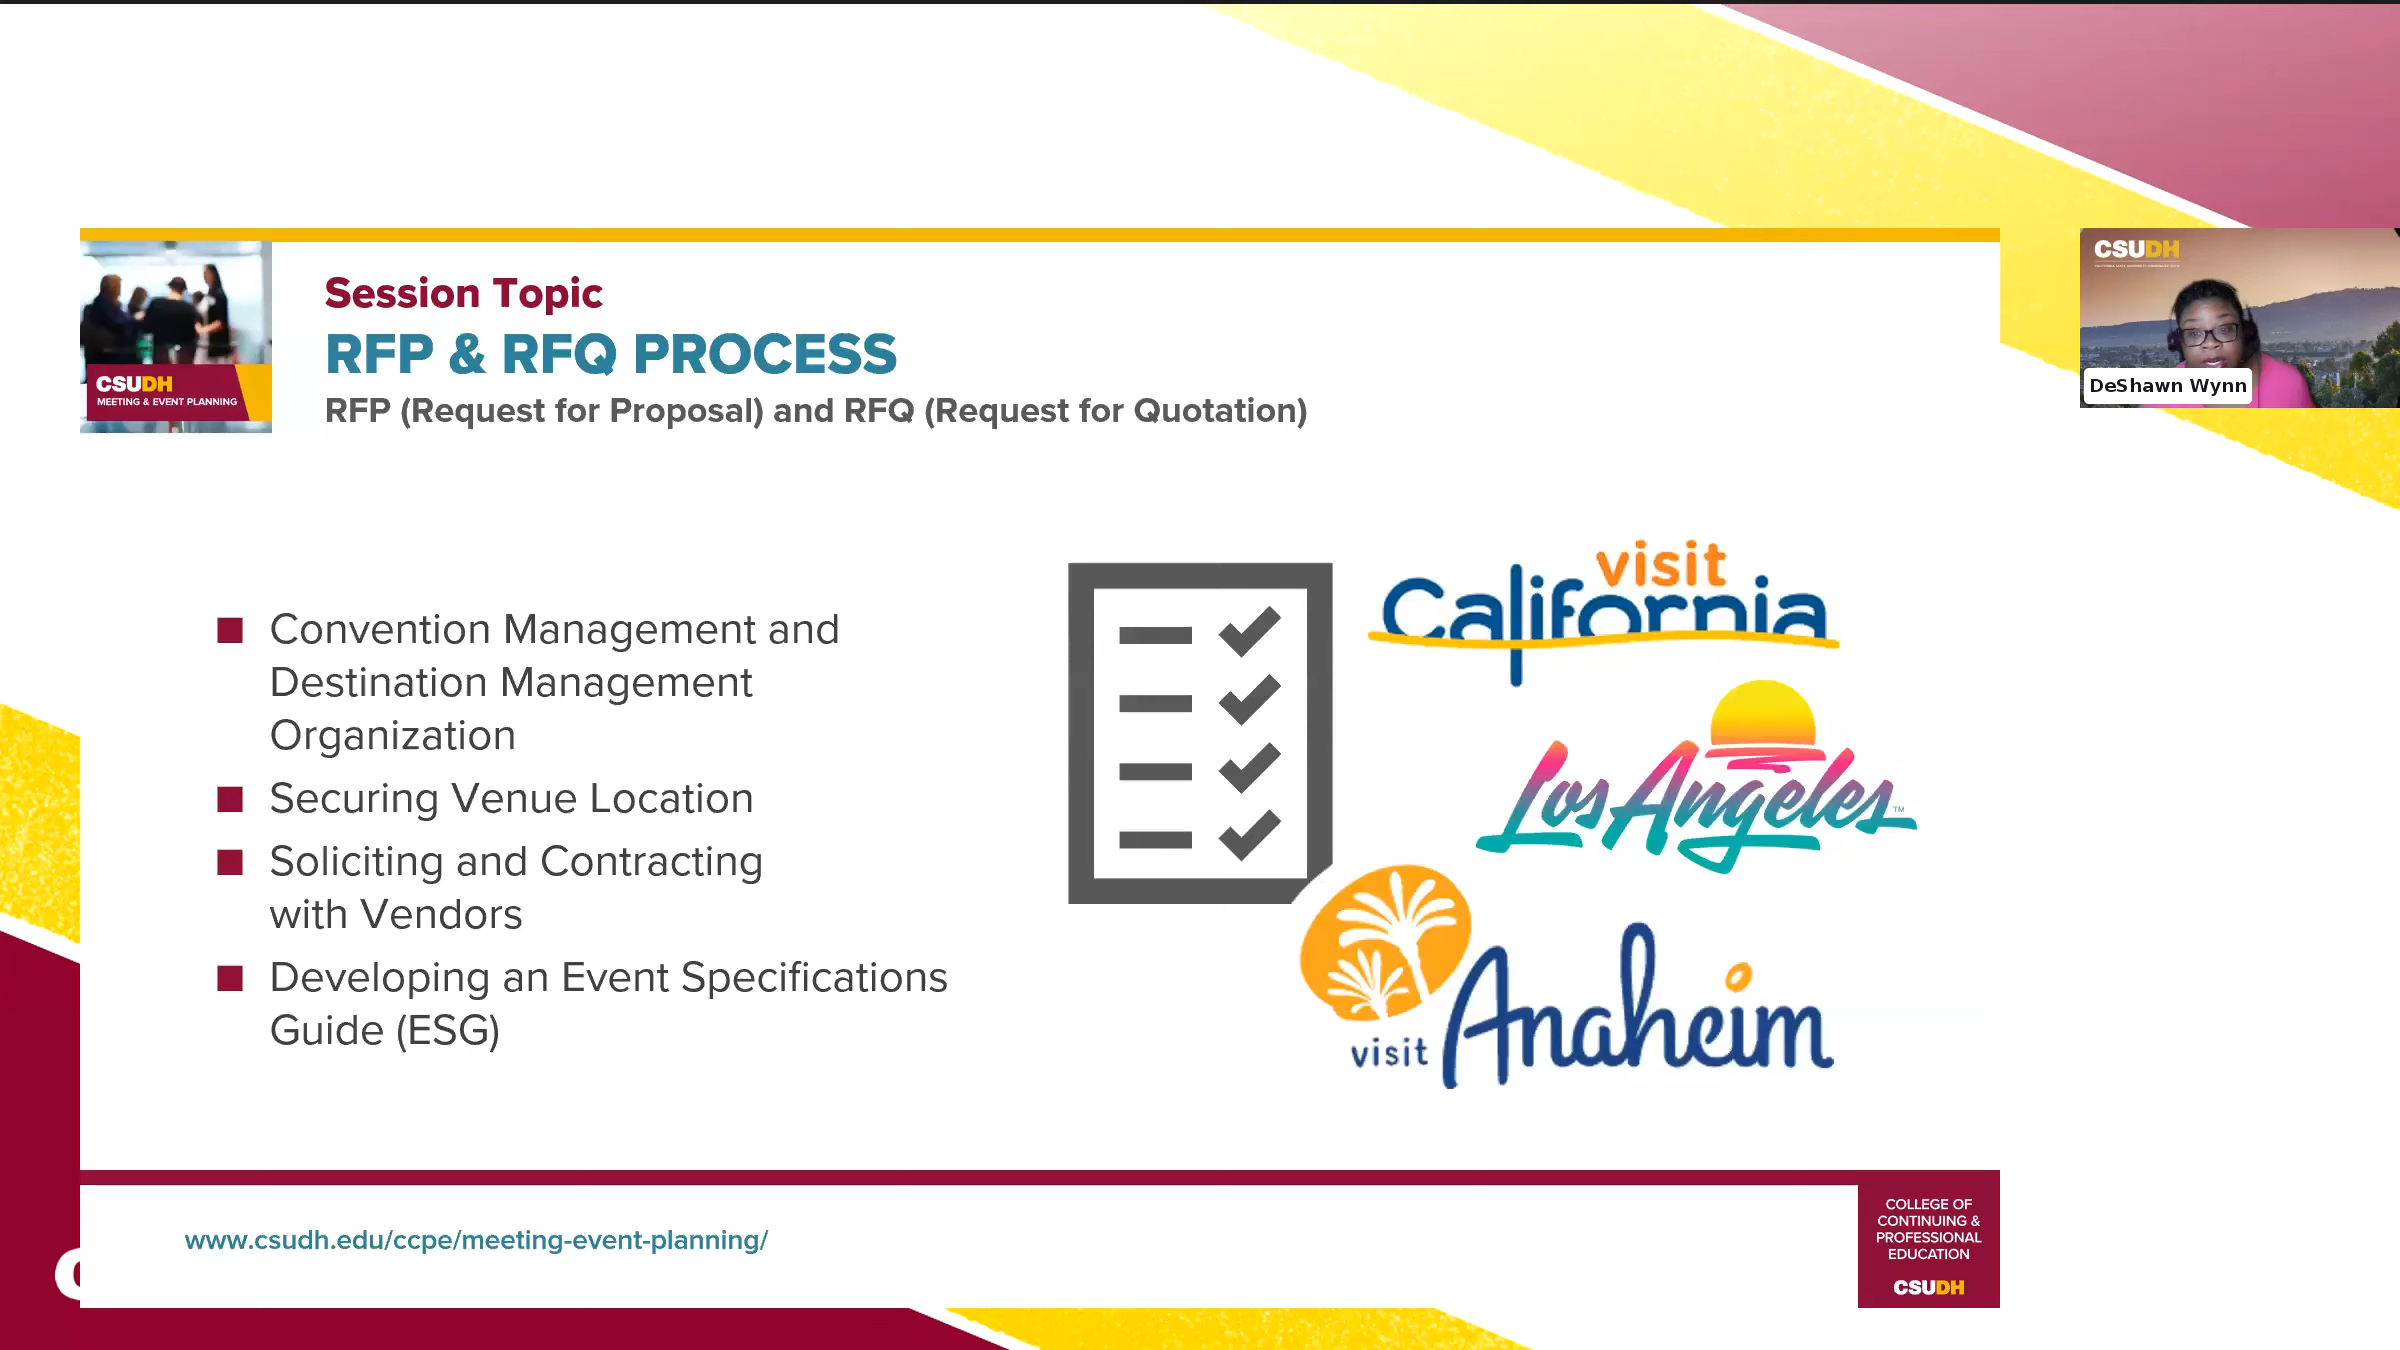 CSUDH
MEETING & EVENT PLANNING
Session Topic
RFP & RFQ PROCESS
RFP (Request for Proposal) and RFQ (Request for Quotation)
CSUDH
DeShawn Wynn
Convention Management and
Destination Management
Organization
Securing Venue Location
Soliciting and Contracting
with Vendors
Developing an Event Specifications
Guide (ESG)
visit
California
Los Angeles™
visit Anaheim
www.csudh.edu/ccpe/meeting-event-planning/
COLLEGE OF
CONTINUING &
PROFESSIONAL
EDUCATION
CSUDH